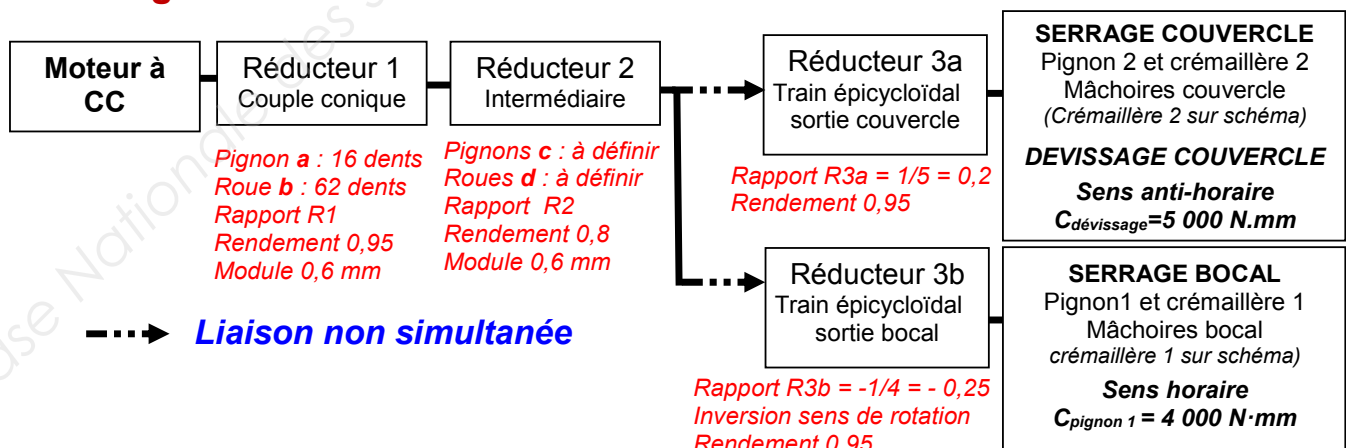 Moteur à
CC
Réducteur 1
Couple conique
Réducteur 2
Intermédiaire
Réducteur 3a
Train épicycloïdal
sortie couvercle
SERRAGE COUVERCLE
Pignon 2 et crémaillère 2
Mâchoires couvercle
(Crémaillère 2 sur schéma)
DEVISSAGE COUVERCLE
Sens anti-horaire
Cdévissage=5 000 N.mm
Pignon a : 16 dents
Roue b : 62 dents
Rapport R1
Rendement 0,95
Module 0,6 mm
Pignons c : à définir
Roues d : à définir
Rapport R2
Rendement 0,8
Module 0,6 mm
Rapport R3a = 1/5 = 0,2
Rendement 0,95
Liaison non simultanée
Réducteur 3b
Train épicycloïdal
sortie bocal
SERRAGE BOCAL
Pignon1 et crémaillère 1
Mâchoires bocal
crémaillère 1 sur schéma)
Sens horaire
Cpignon 1 = 4 000 N·mm
Rapport R3b = -1/4 = - 0,25
Inversion sens de rotation
Rendement 0,95
se Nationale des s